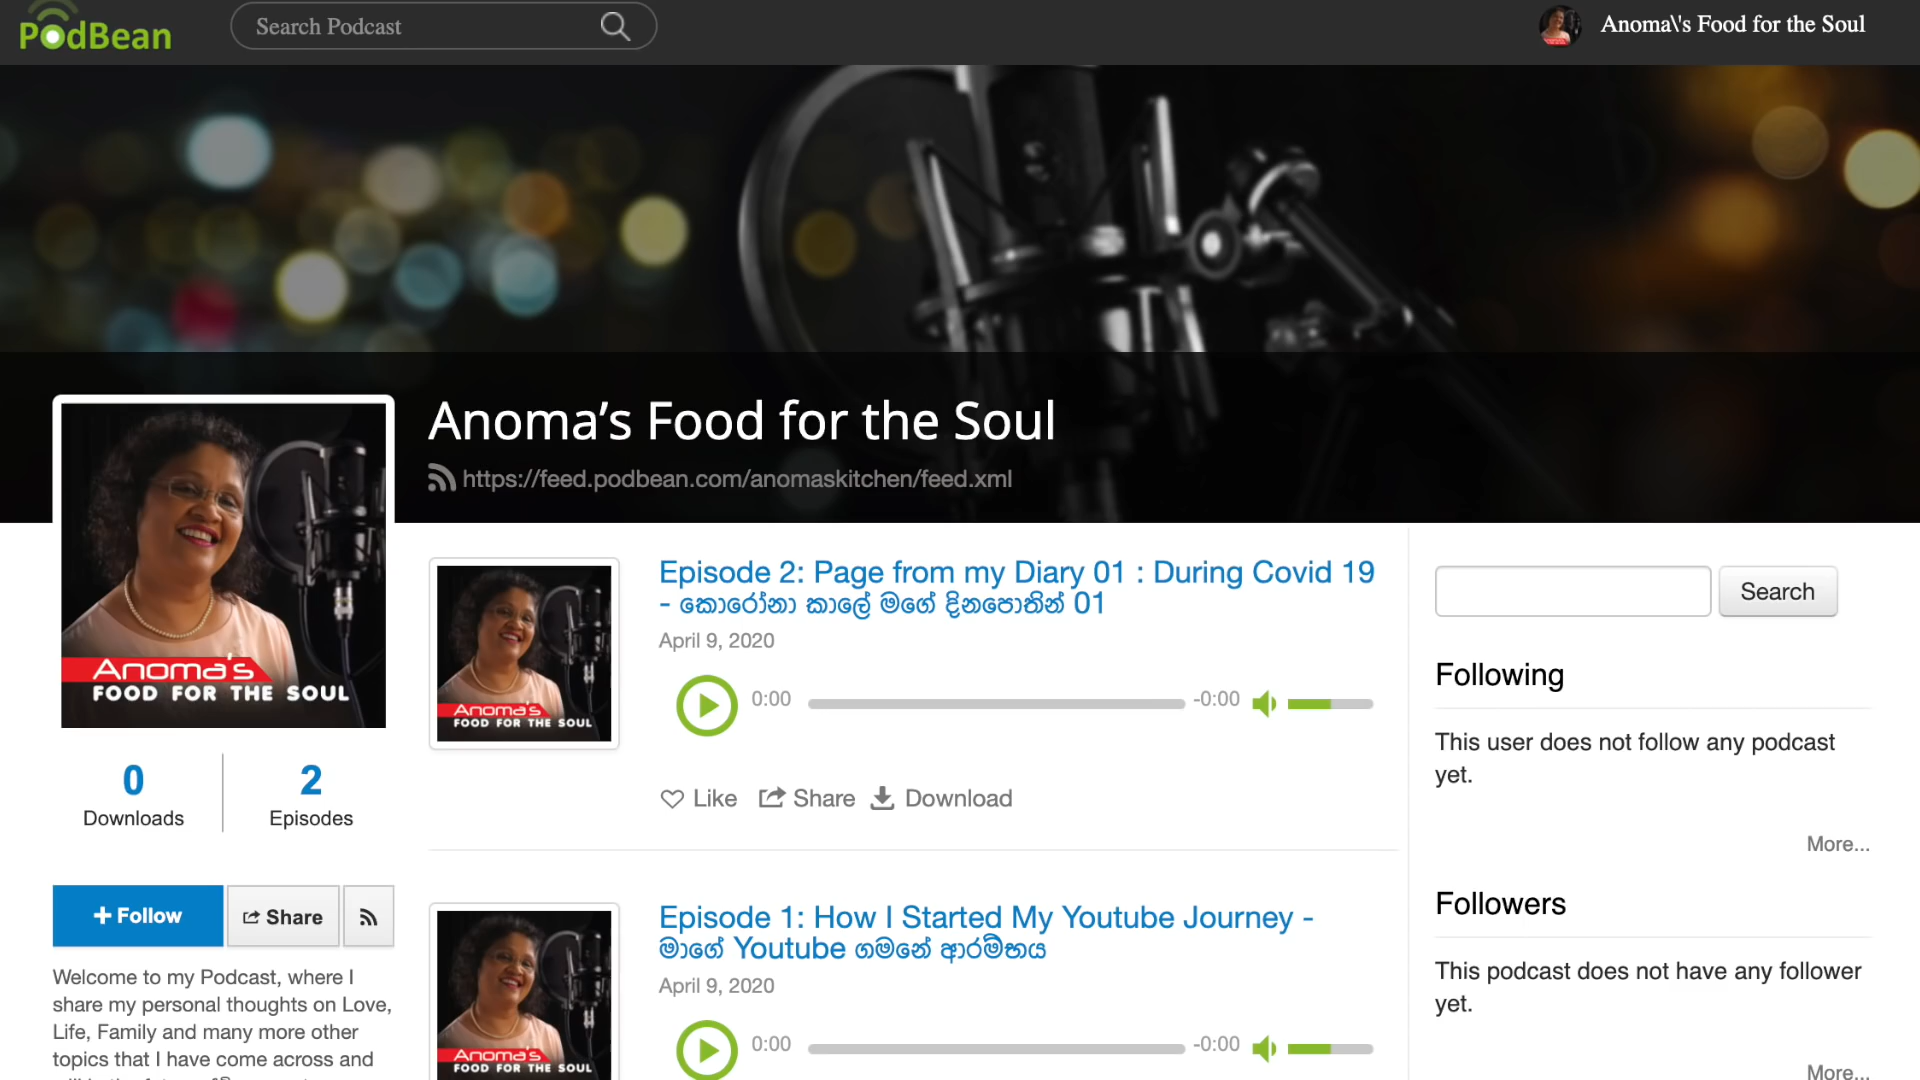 PodBean
Search Podcast
Anoma\'s Food for the Soul
Anoma’s Food for the Soul
https://feed.podbean.com/anomaskitchen/feed.xml
Anoma's
FOOD FOR THE SOUL
0
Downloads
2
Episodes
+ Follow
Share
Welcome to my Podcast, where I
share my personal thoughts on Love,
Life, Family and many more other
topics that I have come across and
Anoma's
FOOD FOR THE SOUL
Episode 2: Page from my Diary 01 : During Covid 19
- කොරෝනා කාලේ මගේ දිනපොතින් 01
April 9, 2020
0:00
-0:00
Like
Share
Download
Anoma's
FOOD FOR THE SOUL
Episode 1: How I Started My Youtube Journey -
මාගේ Youtube ගමනේ ආරම්භය
April 9, 2020
0:00
-0:00
Search
Following
This user does not follow any podcast
yet.
More...
Followers
This podcast does not have any follower
yet.
More...